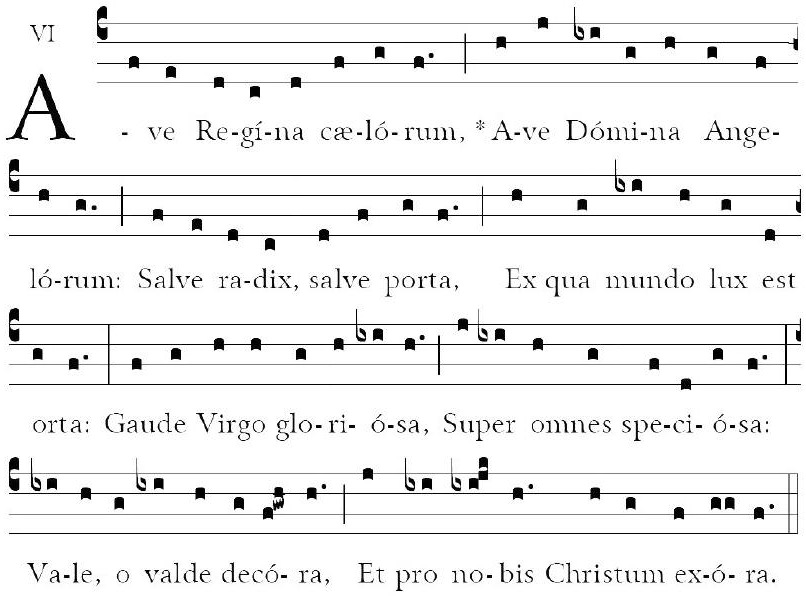 VI
A - ve Re-gí-na cæ-ló-rum, * A-ve Dómi-na Ange-
ló-rum: Salve ra-dix, salve porta, Ex qua mundo lux est
orta: Gaude Virgo glo-ri-ó-sa, Super omnes spe-ci-ó-sa:
Va-le, o valde decó-ra, Et pro no-bis Christum ex-ó-ra.